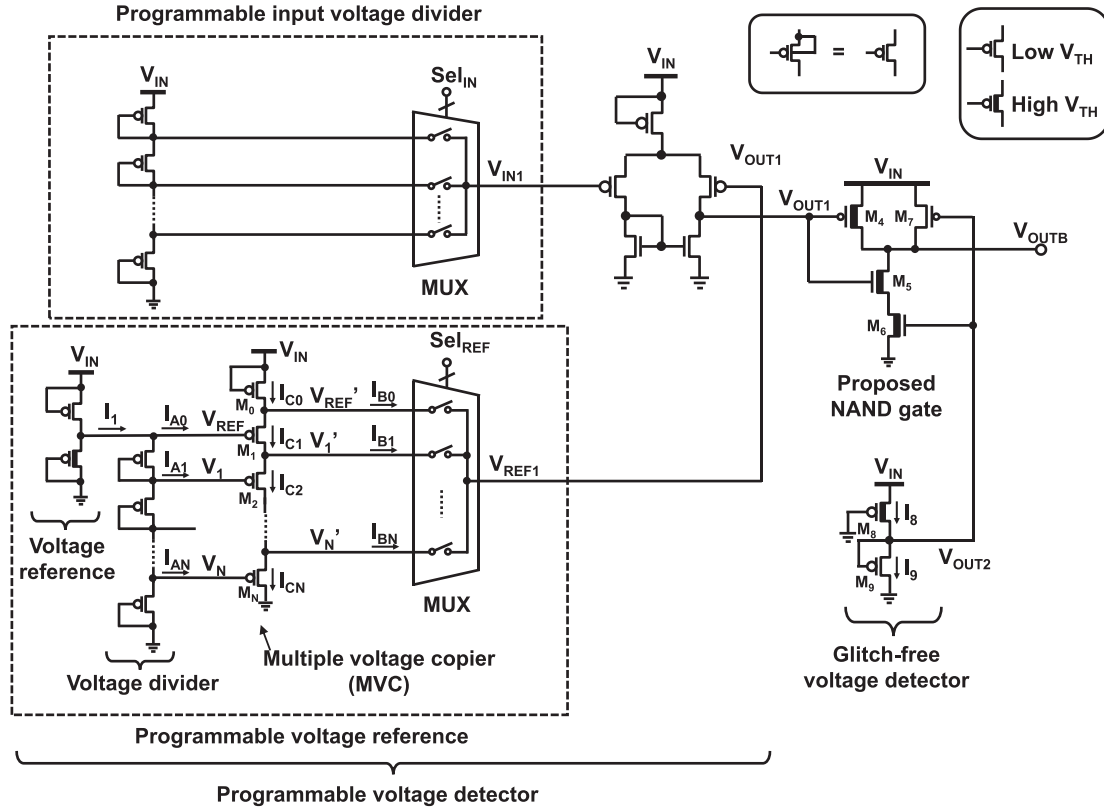 Programmable input voltage divider
V_IN
Sel_IN
V_IN1
MUX
V_IN
V_OUT1
=
Low V_TH
High V_TH
V_OUT1
V_IN
M_4
M_7
V_OUTB
M_5
M_6
Proposed
NAND gate
V_IN
I_1
I_A0
V_REF
I_A1
V_1
I_AN
V_N
V_IN
M_0
I_C0
V_REF'
I_B0
M_1
I_C1
V_1'
I_B1
M_2
I_C2
V_N'
I_BN
M_N
I_CN
Sel_REF
V_REF1
MUX
Voltage
reference
Voltage divider
Multiple voltage copier
(MVC)
V_IN
M_8
I_8
V_OUT2
M_9
I_9
Glitch-free
voltage detector
Programmable voltage reference
Programmable voltage detector